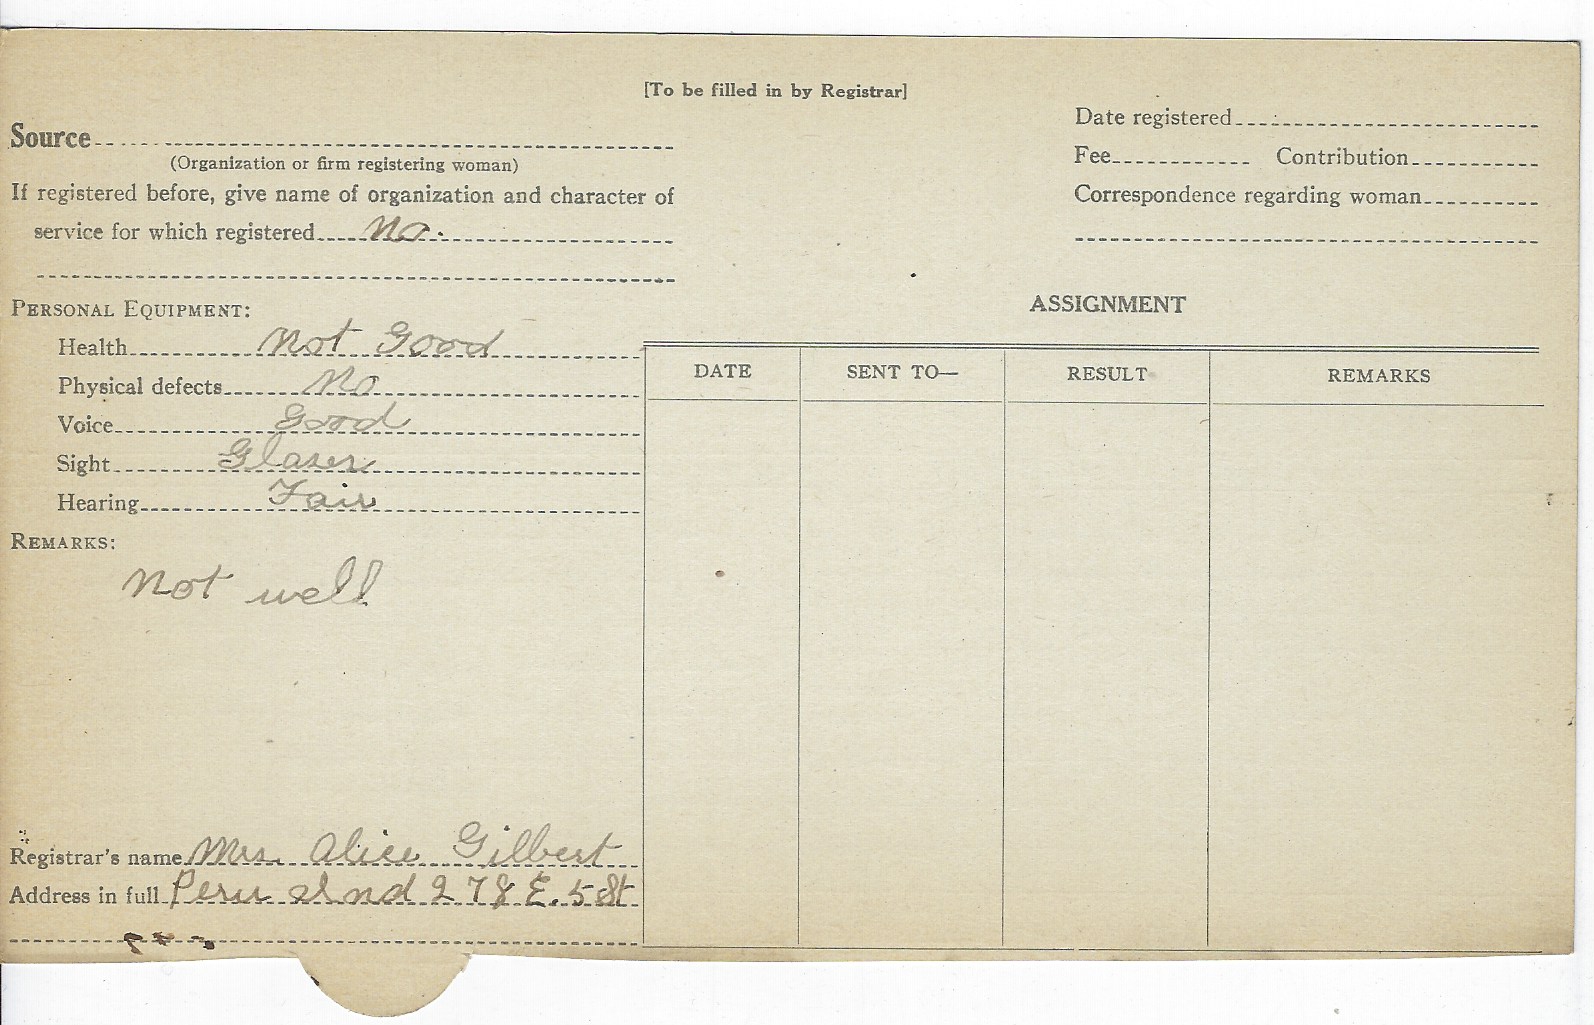 [To be filled in by Registrar]
Source
(Organization or firm registering woman)
If registered before, give name of organization and character of
service for which registered No.
Date registered
Fee Contribution
Correspondence regarding woman
PERSONAL EQUIPMENT:
Health Not Good
Physical defects No
Voice Good
Sight Glases
Hearing Fair
REMARKS:
Not well
Registrar's name Mrs. Alice Gilbert
Address in full Peru Ind 278 E. 5 St
ASSIGNMENT
DATE SENT TO— RESULT REMARKS